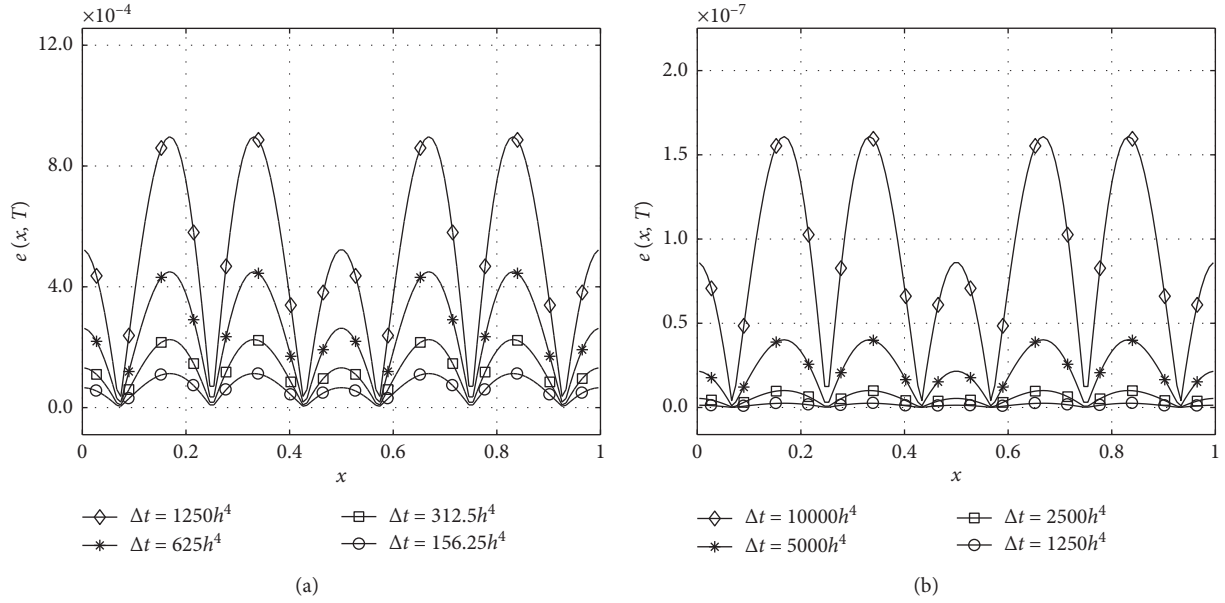 ×10⁻⁴
12.0
8.0
4.0
0.0
e (x, T)
0 0.2 0.4 0.6 0.8 1
x
Δt = 1250h⁴
Δt = 312.5h⁴
Δt = 625h⁴
Δt = 156.25h⁴
(a)
×10⁻⁷
2.0
1.5
1.0
0.5
0.0
e (x, T)
0 0.2 0.4 0.6 0.8 1
x
Δt = 10000h⁴
Δt = 2500h⁴
Δt = 5000h⁴
Δt = 1250h⁴
(b)